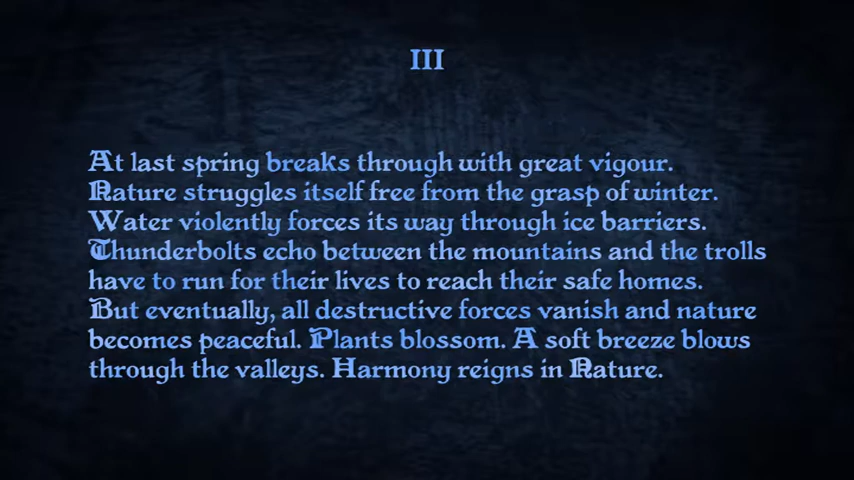 III
At last spring breaks through with great vigour.
Nature struggles itself free from the grasp of winter.
Water violently forces its way through ice barriers.
Thunderbolts echo between the mountains and the trolls
have to run for their lives to reach their safe homes.
But eventually, all destructive forces vanish and nature
becomes peaceful. Plants blossom. A soft breeze blows
through the valleys. Harmony reigns in Nature.